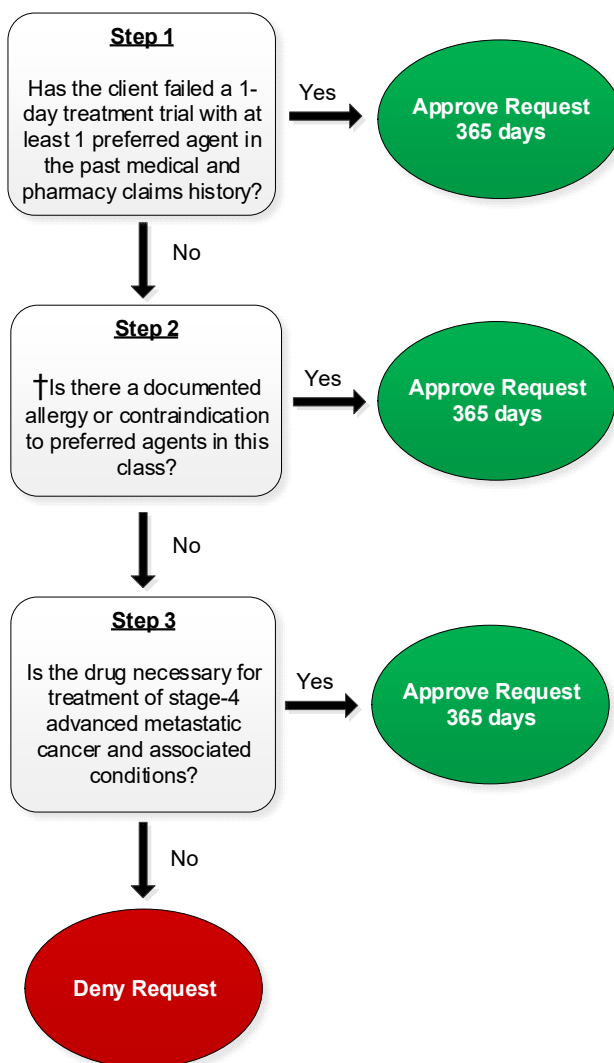 Step 1
Has the client failed a 1-
day treatment trial with at
least 1 preferred agent in
the past medical and
pharmacy claims history?
Yes
Approve Request
365 days
No
Step 2
†Is there a documented
allergy or contraindication
to preferred agents in this
class?
Yes
Approve Request
365 days
No
Step 3
Is the drug necessary for
treatment of stage-4
advanced metastatic
cancer and associated
conditions?
Yes
Approve Request
365 days
No
Deny Request